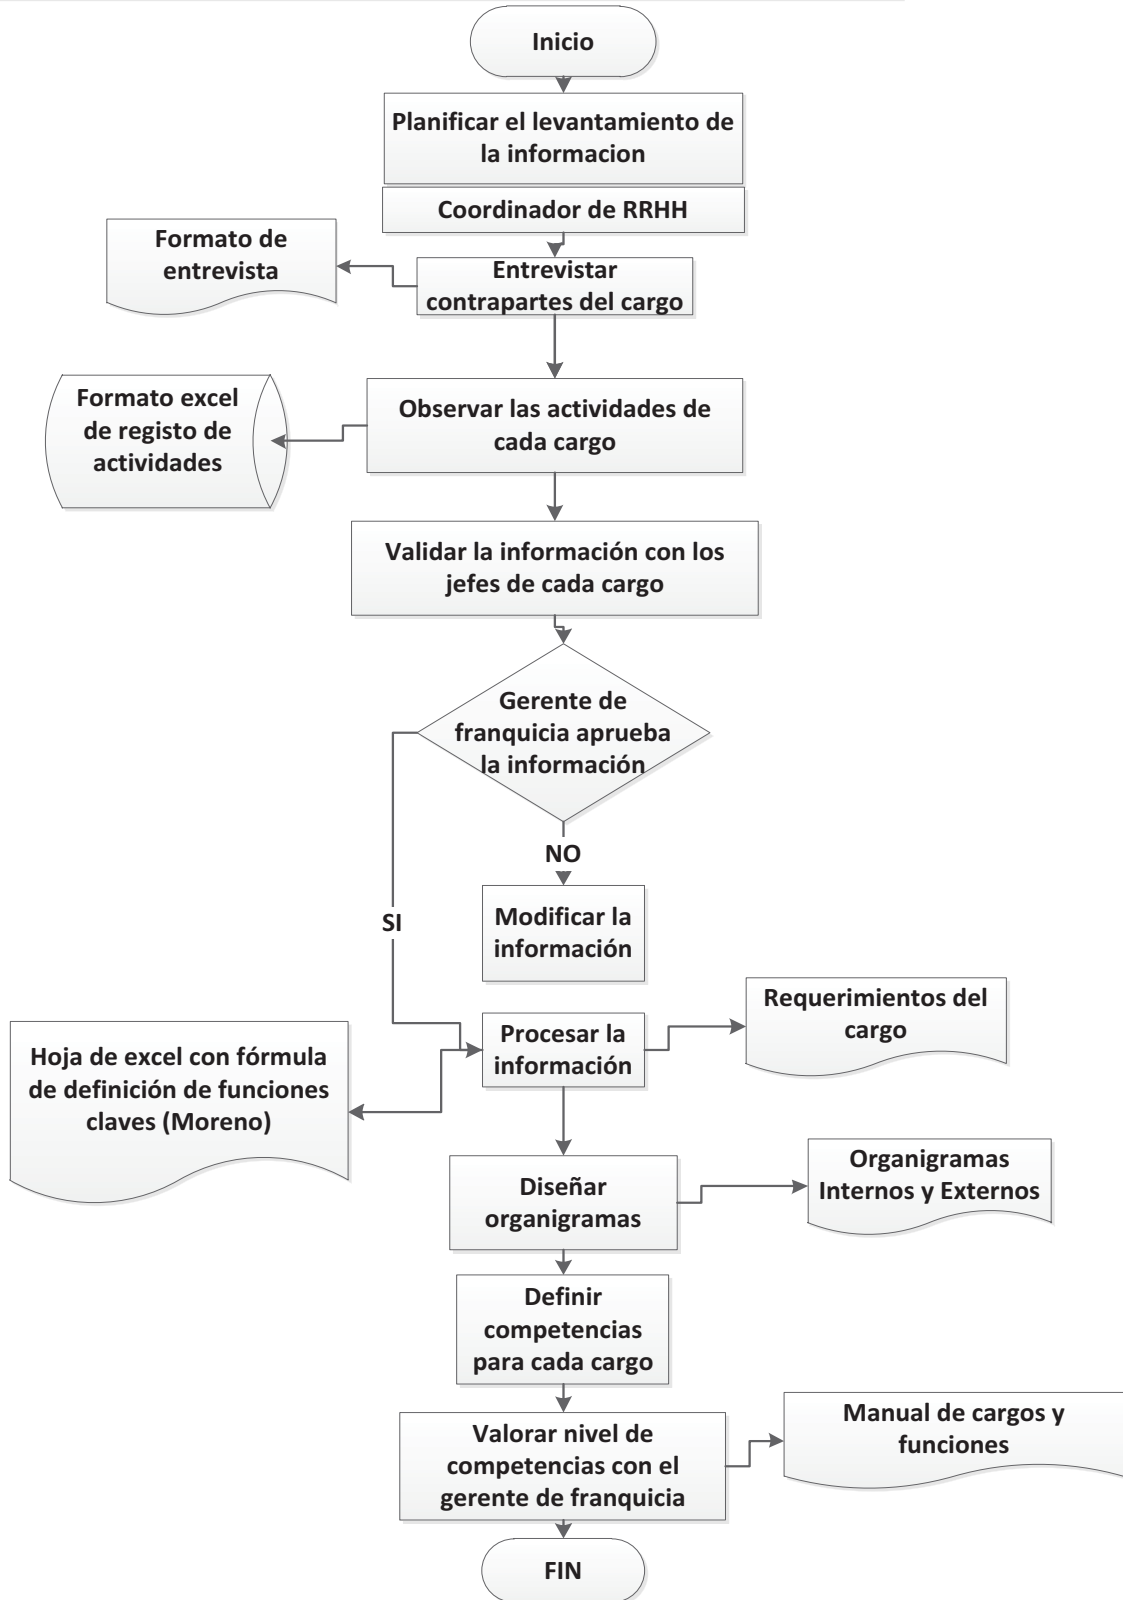 Inicio
Planificar el levantamiento de
la informacion
Coordinador de RRHH
Formato de
entrevista
Entrevistar
contrapartes del cargo
Formato excel
de registo de
actividades
Observar las actividades de
cada cargo
Validar la información con los
jefes de cada cargo
Gerente de
franquicia aprueba
la información
NO
SI
Modificar la
información
Requerimientos del
cargo
Procesar la
información
Hoja de excel con fórmula
de definición de funciones
claves (Moreno)
Organigramas
Internos y Externos
Diseñar
organigramas
Definir
competencias
para cada cargo
Manual de cargos y
funciones
Valorar nivel de
competencias con el
gerente de franquicia
FIN